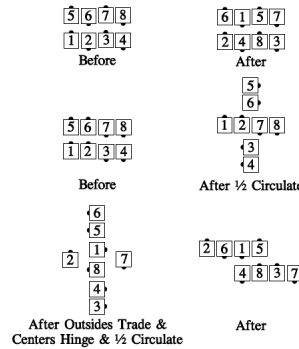 5 6 7 8
1 2 3 4
Before
6 1 5 7
2 4 8 3
After
5 6 7 8
1 2 3 4
Before
5
6
1 2 7 8
3
4
After ½ Circulate
6
5
1
2 7
8
4
3
After Outsides Trade &
Centers Hinge & ½ Circulate
2 6 1 5
4 8 3 7
After